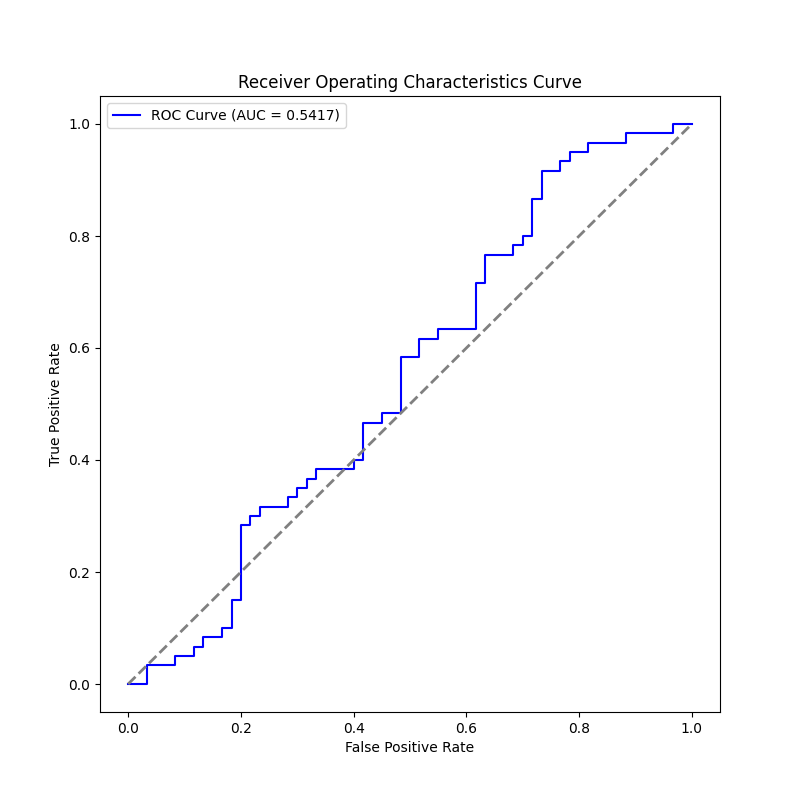 Receiver Operating Characteristics Curve
ROC Curve (AUC = 0.5417)
1.0
0.8
0.6
0.4
0.2
0.0
True Positive Rate
0.0 0.2 0.4 0.6 0.8 1.0
False Positive Rate